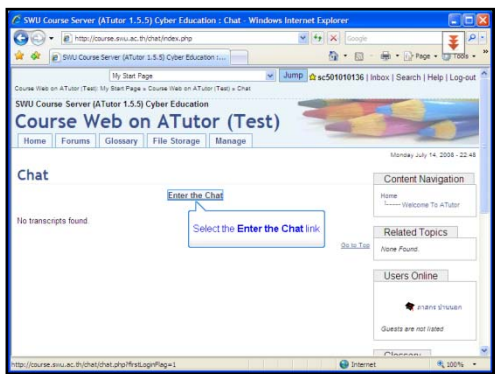 SWU Course Server (ATutor 1.5.5) Cyber Education : Chat - Windows Internet Explorer
http://course.swu.ac.th/chat/index.php
Google
SWU Course Server (ATutor 1.5.5) Cyber Education : ...
Page
Tools
My Start Page
Jump
sc501010136 | Inbox | Search | Help | Log-out
Course Web on ATutor (Test): My Start Page » Course Web on ATutor (Test) » Chat
SWU Course Server (ATutor 1.5.5) Cyber Education
Course Web on ATutor (Test)
Home Forums Glossary File Storage Manage
Monday July 14, 2008 - 22:48
Chat
Enter the Chat
No transcripts found.
Select the Enter the Chat link
Go to Top
Content Navigation
Home
Welcome To ATutor
Related Topics
None Found.
Users Online
Guests are not listed
Glossary
http://course.swu.ac.th/chat/chat.php?firstLoginFlag=1
Internet
100%